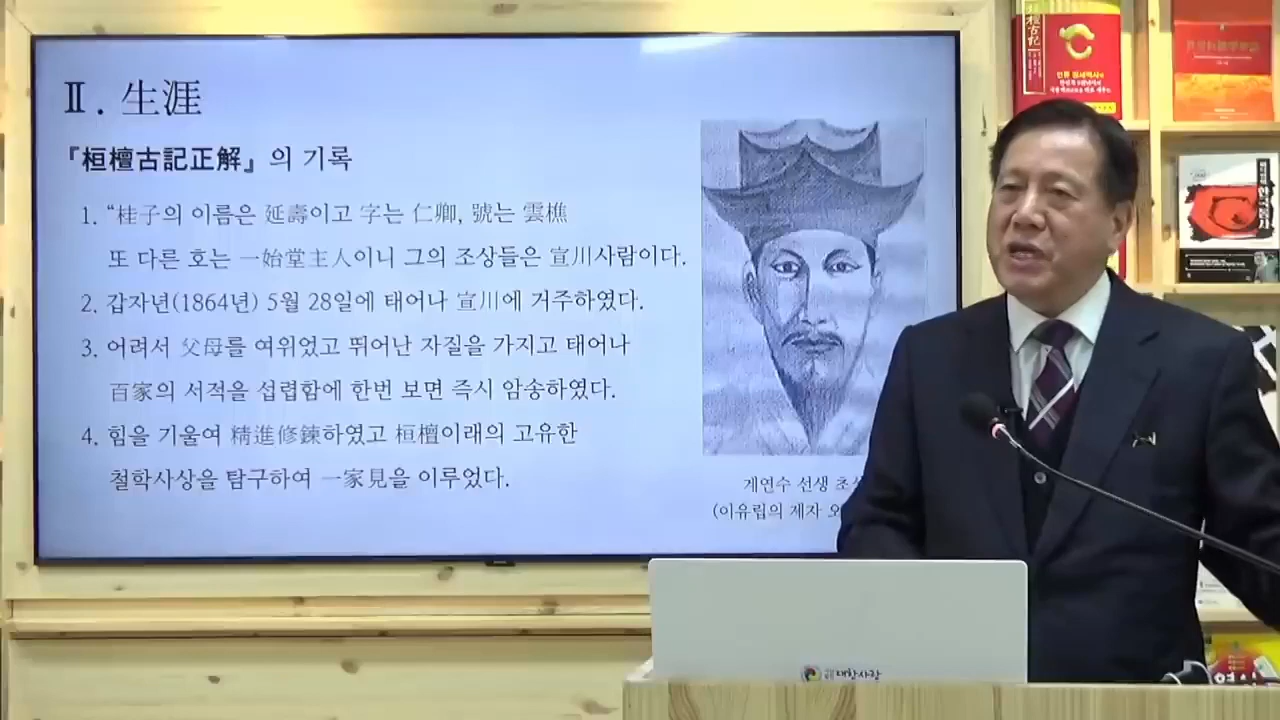 Ⅱ. 生涯
『桓檀古記正解』의 기록
1. “桂子의 이름은 延壽이고 字는 仁卿, 號는 雲樵
또 다른 호는 一始堂主人이니 그의 조상들은 宣川사람이다.
2. 갑자년(1864년) 5월 28일에 태어나 宣川에 거주하였다.
3. 어려서 父母를 여위었고 뛰어난 자질을 가지고 태어나
百家의 서적을 섭렵함에 한번 보면 즉시 암송하였다.
4. 힘을 기울여 精進修鍊하였고 桓檀이래의 고유한
철학사상을 탐구하여 一家見을 이루었다.
계연수 선생
(이유립의 제자
桓檀古記
대한사랑